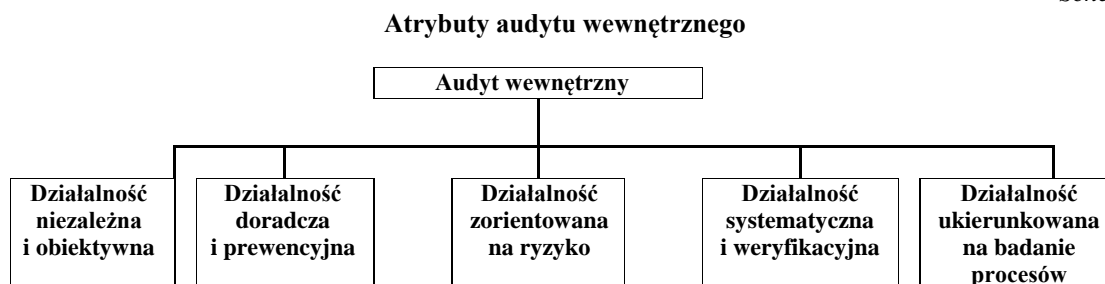 Atrybuty audytu wewnętrznego
Audyt wewnętrzny
Działalność
niezależna
i obiektywna
Działalność
doradcza
i prewencyjna
Działalność
zorientowana
na ryzyko
Działalność
systematyczna
i weryfikacyjna
Działalność
ukierunkowana
na badanie
procesów